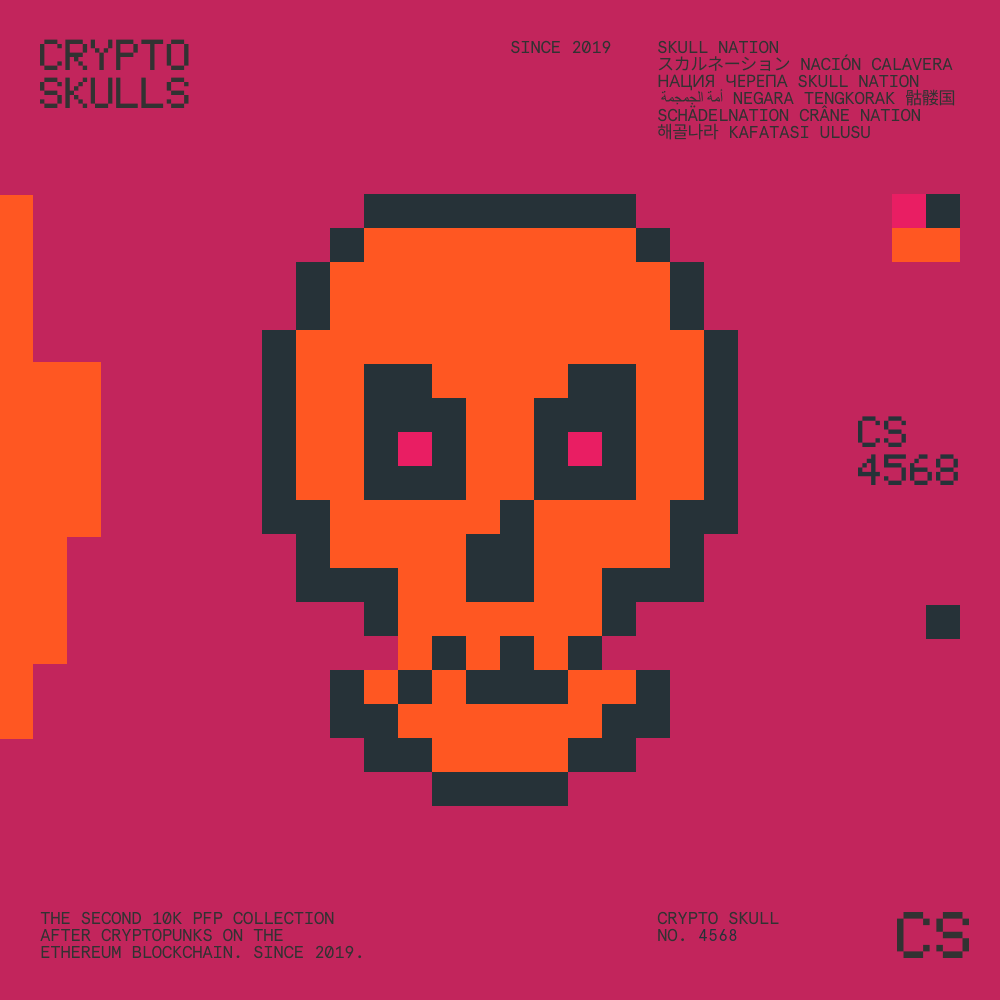 CRYPTO
SKULLS
SINCE 2019
SKULL NATION
スカルネーション NACIÓN CALAVERA
НАЦИЯ ЧЕРЕПА SKULL NATION
أمة الجمجمة NEGARA TENGKORAK 骷髅国
SCHÄDELNATION CRÂNE NATION
해골나라 KAFATASI ULUSU
CS
4568
THE SECOND 10K PFP COLLECTION
AFTER CRYPTOPUNKS ON THE
ETHEREUM BLOCKCHAIN. SINCE 2019.
CRYPTO SKULL
NO. 4568
CS